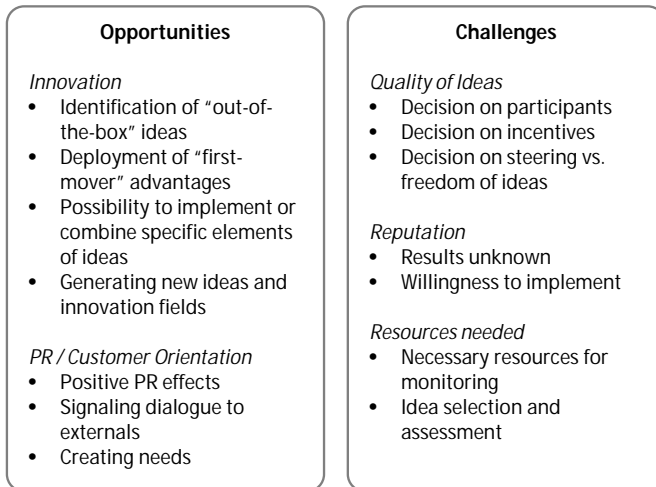 Opportunities
Innovation
• Identification of “out-of-
the-box” ideas
• Deployment of “first-
mover” advantages
• Possibility to implement or
combine specific elements
of ideas
• Generating new ideas and
innovation fields
PR / Customer Orientation
• Positive PR effects
• Signaling dialogue to
externals
• Creating needs
Challenges
Quality of Ideas
• Decision on participants
• Decision on incentives
• Decision on steering vs.
freedom of ideas
Reputation
• Results unknown
• Willingness to implement
Resources needed
• Necessary resources for
monitoring
• Idea selection and
assessment